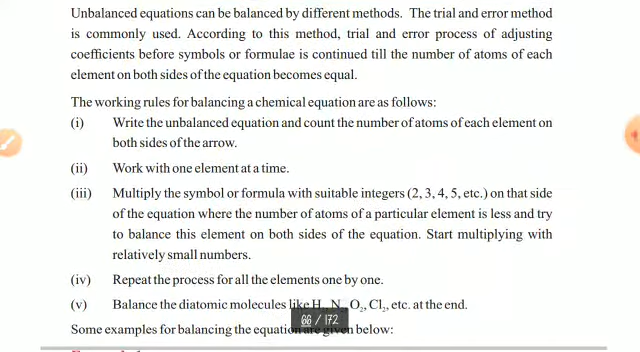 Unbalanced equations can be balanced by different methods. The trial and error method
is commonly used. According to this method, trial and error process of adjusting
coefficients before symbols or formulae is continued till the number of atoms of each
element on both sides of the equation becomes equal.
The working rules for balancing a chemical equation are as follows:
(i) Write the unbalanced equation and count the number of atoms of each element on
both sides of the arrow.
(ii) Work with one element at a time.
(iii) Multiply the symbol or formula with suitable integers (2, 3, 4, 5, etc.) on that side
of the equation where the number of atoms of a particular element is less and try
to balance this element on both sides of the equation. Start multiplying with
relatively small numbers.
(iv) Repeat the process for all the elements one by one.
(v) Balance the diatomic molecules like H, N, O₂, Cl₂, etc. at the end.
66 / 172
Some examples for balancing the equation are given below: